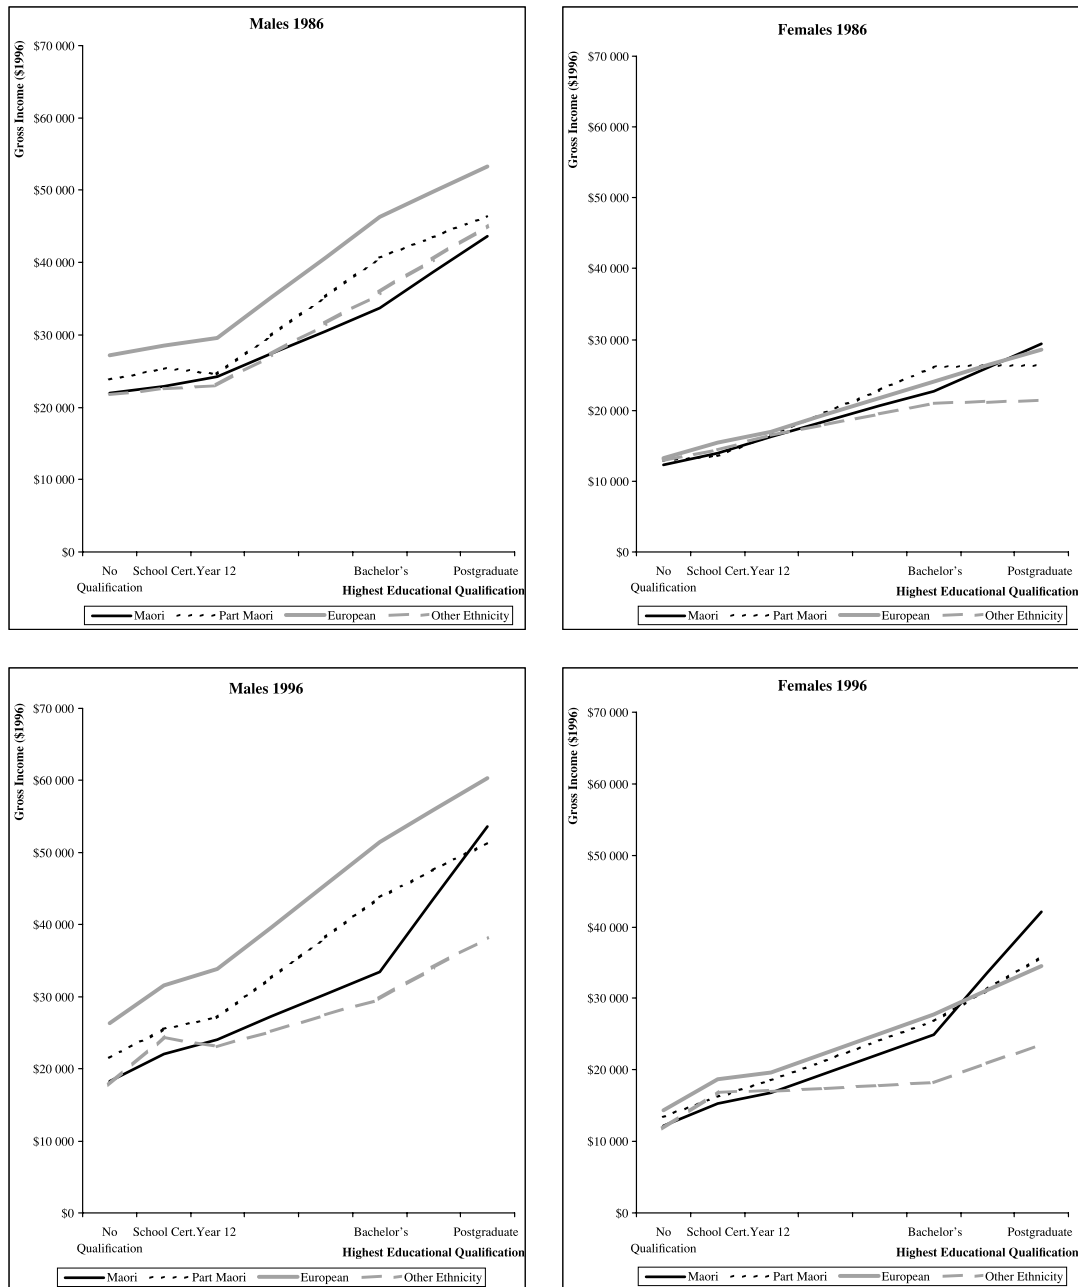 Males 1986
Gross Income ($1996)
$70 000
$60 000
$50 000
$40 000
$30 000
$20 000
$10 000
$0
No Qualification
School Cert.
Year 12
Bachelor's
Postgraduate
Highest Educational Qualification
Maori
Part Maori
European
Other Ethnicity
Females 1986
Gross Income ($1996)
$70 000
$60 000
$50 000
$40 000
$30 000
$20 000
$10 000
$0
No Qualification
School Cert.
Year 12
Bachelor's
Postgraduate
Highest Educational Qualification
Maori
Part Maori
European
Other Ethnicity
Males 1996
Gross Income ($1996)
$70 000
$60 000
$50 000
$40 000
$30 000
$20 000
$10 000
$0
No Qualification
School Cert.
Year 12
Bachelor's
Postgraduate
Highest Educational Qualification
Maori
Part Maori
European
Other Ethnicity
Females 1996
Gross Income ($1996)
$70 000
$60 000
$50 000
$40 000
$30 000
$20 000
$10 000
$0
No Qualification
School Cert.
Year 12
Bachelor's
Postgraduate
Highest Educational Qualification
Maori
Part Maori
European
Other Ethnicity